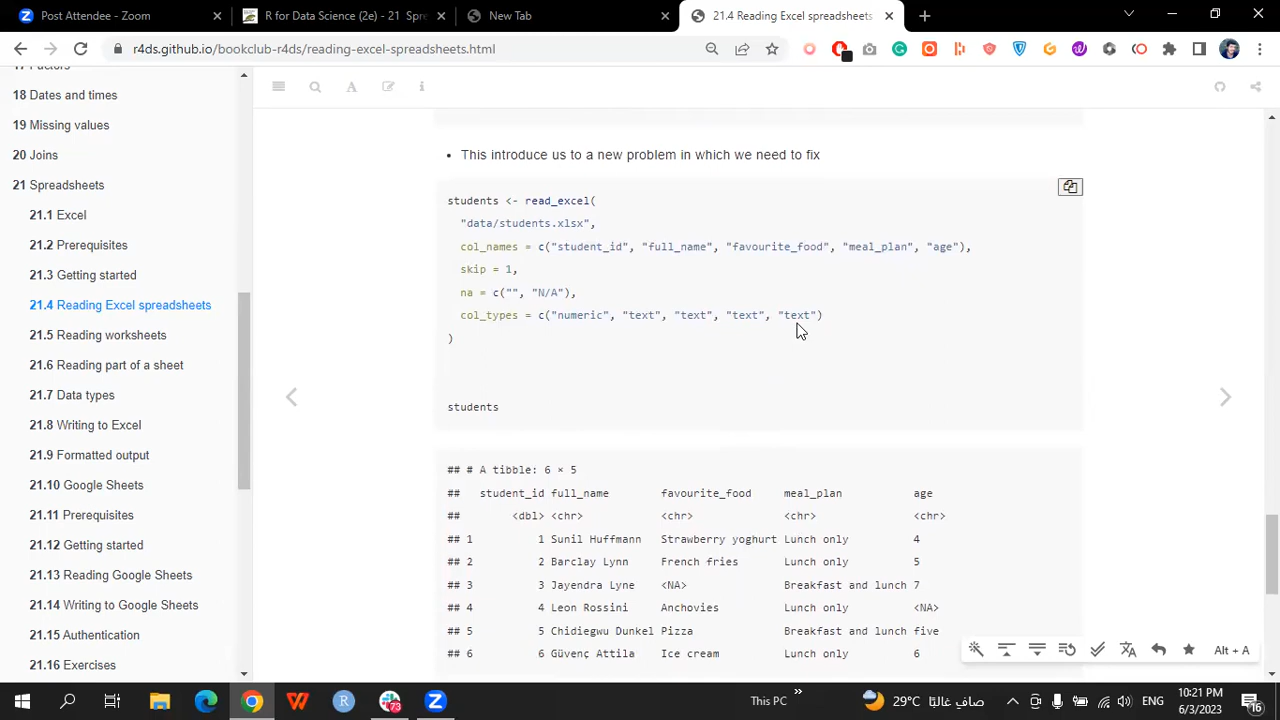 Post Attendee - Zoom
R for Data Science (2e) - 21 Sp
New Tab
21.4 Reading Excel spreadsheets
r4ds.github.io/bookclub-r4ds/reading-excel-spreadsheets.html
17 Factors
18 Dates and times
19 Missing values
20 Joins
21 Spreadsheets
21.1 Excel
21.2 Prerequisites
21.3 Getting started
21.4 Reading Excel spreadsheets
21.5 Reading worksheets
21.6 Reading part of a sheet
21.7 Data types
21.8 Writing to Excel
21.9 Formatted output
21.10 Google Sheets
21.11 Prerequisites
21.12 Getting started
21.13 Reading Google Sheets
21.14 Writing to Google Sheets
21.15 Authentication
21.16 Exercises
• This introduce us to a new problem in which we need to fix
students <- read_excel(
"data/students.xlsx",
col_names = c("student_id", "full_name", "favourite_food", "meal_plan", "age"),
skip = 1,
na = c("", "N/A"),
col_types = c("numeric", "text", "text", "text", "text")
)
students
## # A tibble: 6 × 5
## student_id full_name favourite_food meal_plan age
## <dbl> <chr> <chr> <chr> <chr>
## 1 1 Sunil Huffmann Strawberry yoghurt Lunch only 4
## 2 2 Barclay Lynn French fries Lunch only 5
## 3 3 Jayendra Lyne <NA> Breakfast and lunch 7
## 4 4 Leon Rossini Anchovies Lunch only <NA>
## 5 5 Chidiegwu Dunkel Pizza Breakfast and lunch five
## 6 6 Güvenç Attila Ice cream Lunch only 6
Alt + A
73
This PC
29°C صافي غالبًا
ENG
10:21 PM
6/3/2023
16